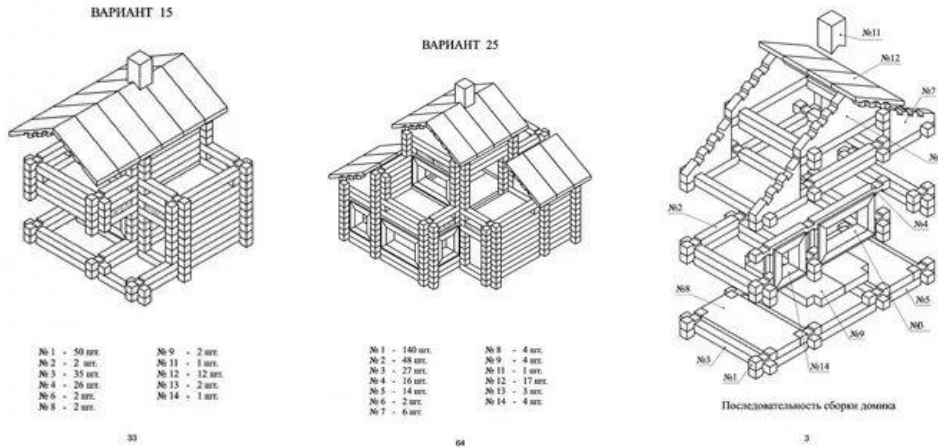 ВАРИАНТ 15
№ 1 - 50 шт.
№ 2 - 2 шт.
№ 3 - 35 шт.
№ 4 - 26 шт.
№ 6 - 2 шт.
№ 8 - 2 шт.
№ 9 - 2 шт.
№ 11 - 1 шт.
№ 12 - 12 шт.
№ 13 - 2 шт.
№ 14 - 1 шт.
33
ВАРИАНТ 25
№ 1 - 140 шт.
№ 2 - 48 шт.
№ 3 - 27 шт.
№ 4 - 16 шт.
№ 5 - 14 шт.
№ 6 - 2 шт.
№ 7 - 6 шт.
№ 8 - 4 шт.
№ 9 - 4 шт.
№ 11 - 1 шт.
№ 12 - 17 шт.
№ 13 - 3 шт.
№ 14 - 4 шт.
64
№11
№12
№7
№2
№4
№8
№5
№9
№3
№14
№1
Последовательность сборки домика
3